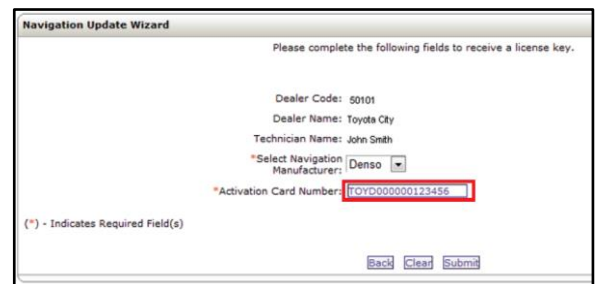 Navigation Update Wizard
Please complete the following fields to receive a license key.
Dealer Code: 50101
Dealer Name: Toyota City
Technician Name: John Smith
*Select Navigation
Manufacturer: Denso
*Activation Card Number: TOYD000000123456
(*) - Indicates Required Field(s)
Back Clear Submit